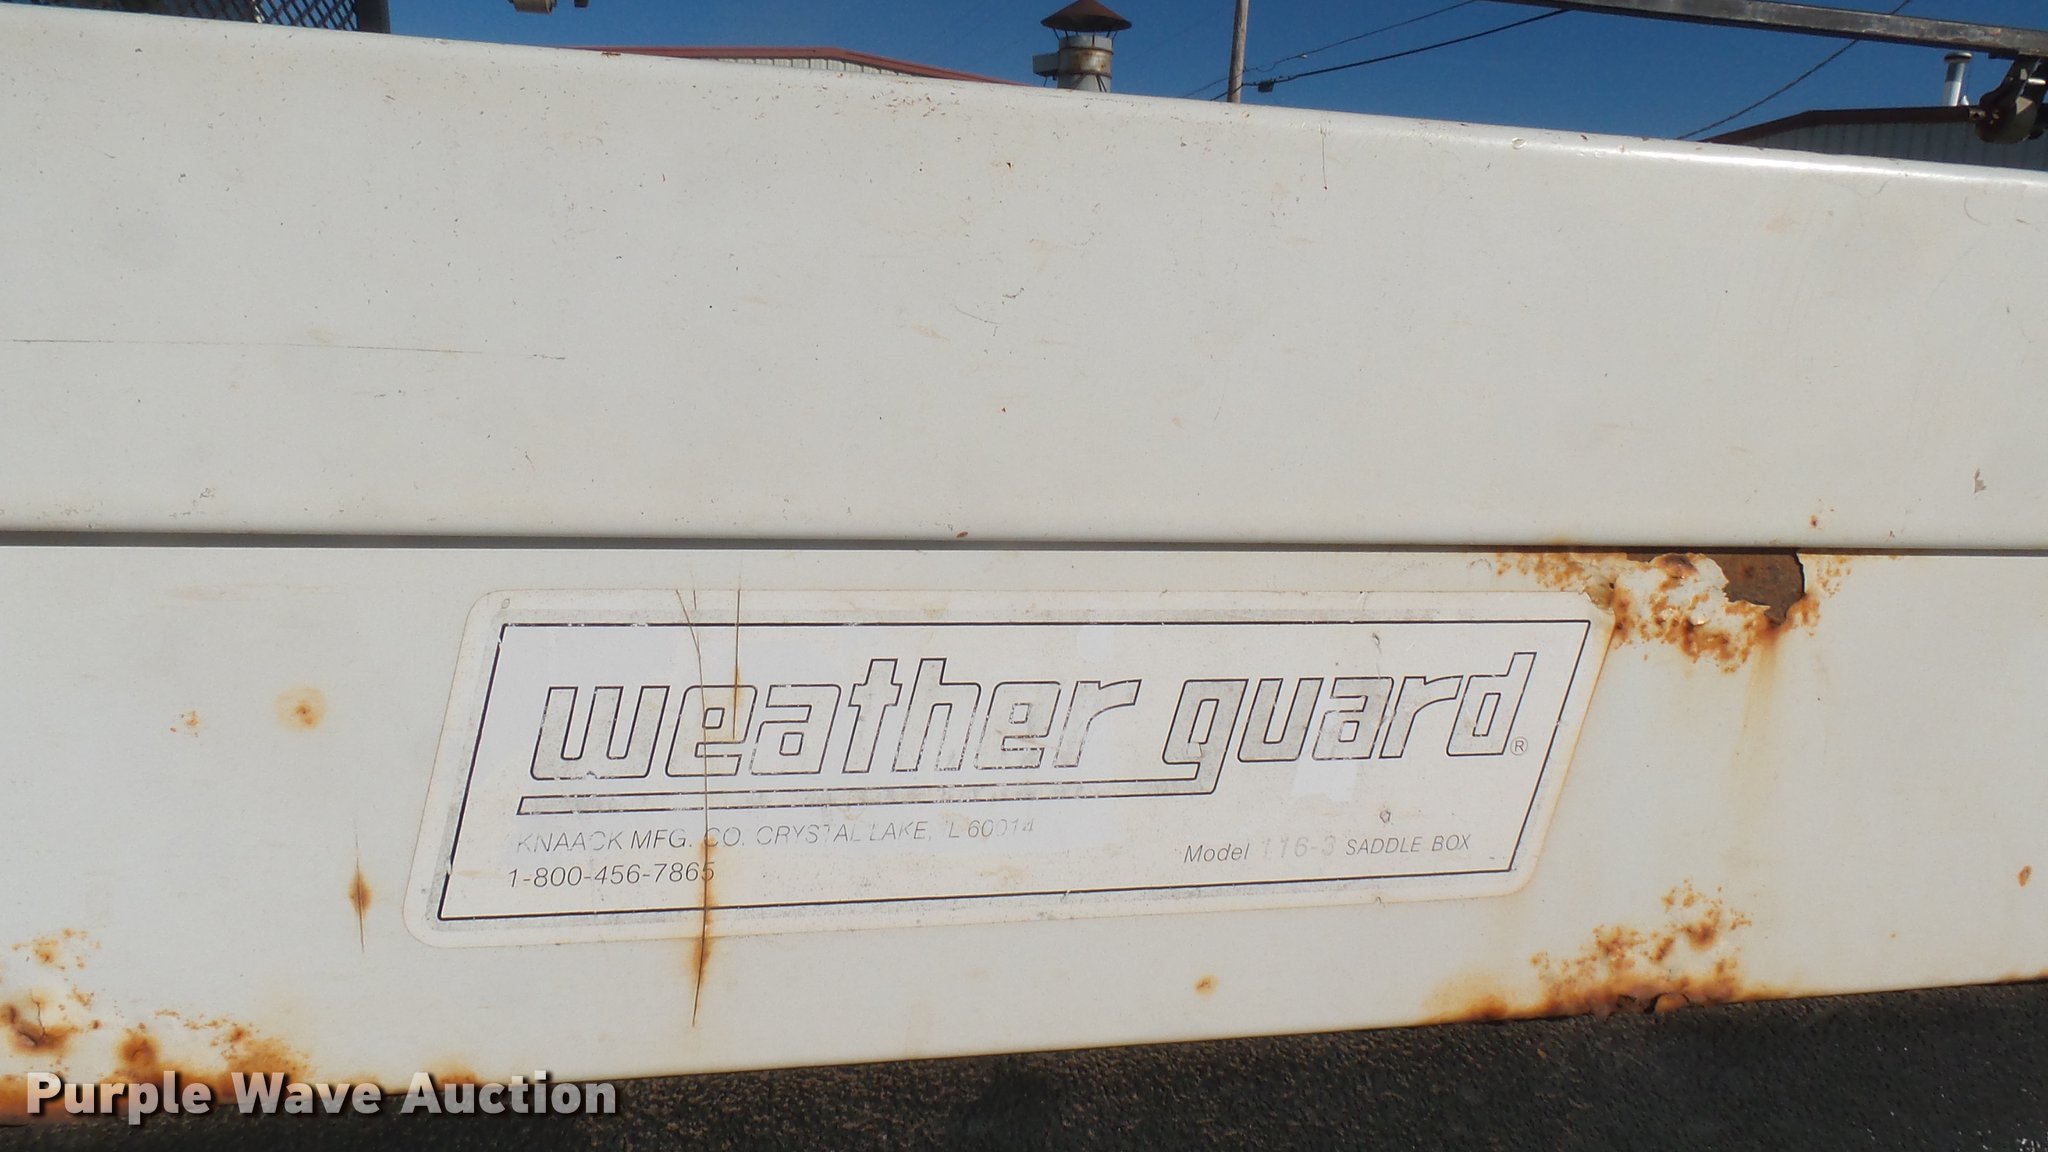 weather guard®
KNAACK MFG. CO. CRYSTAL LAKE, IL 60014
1-800-456-7865
Model 116-3 SADDLE BOX
Purple Wave Auction